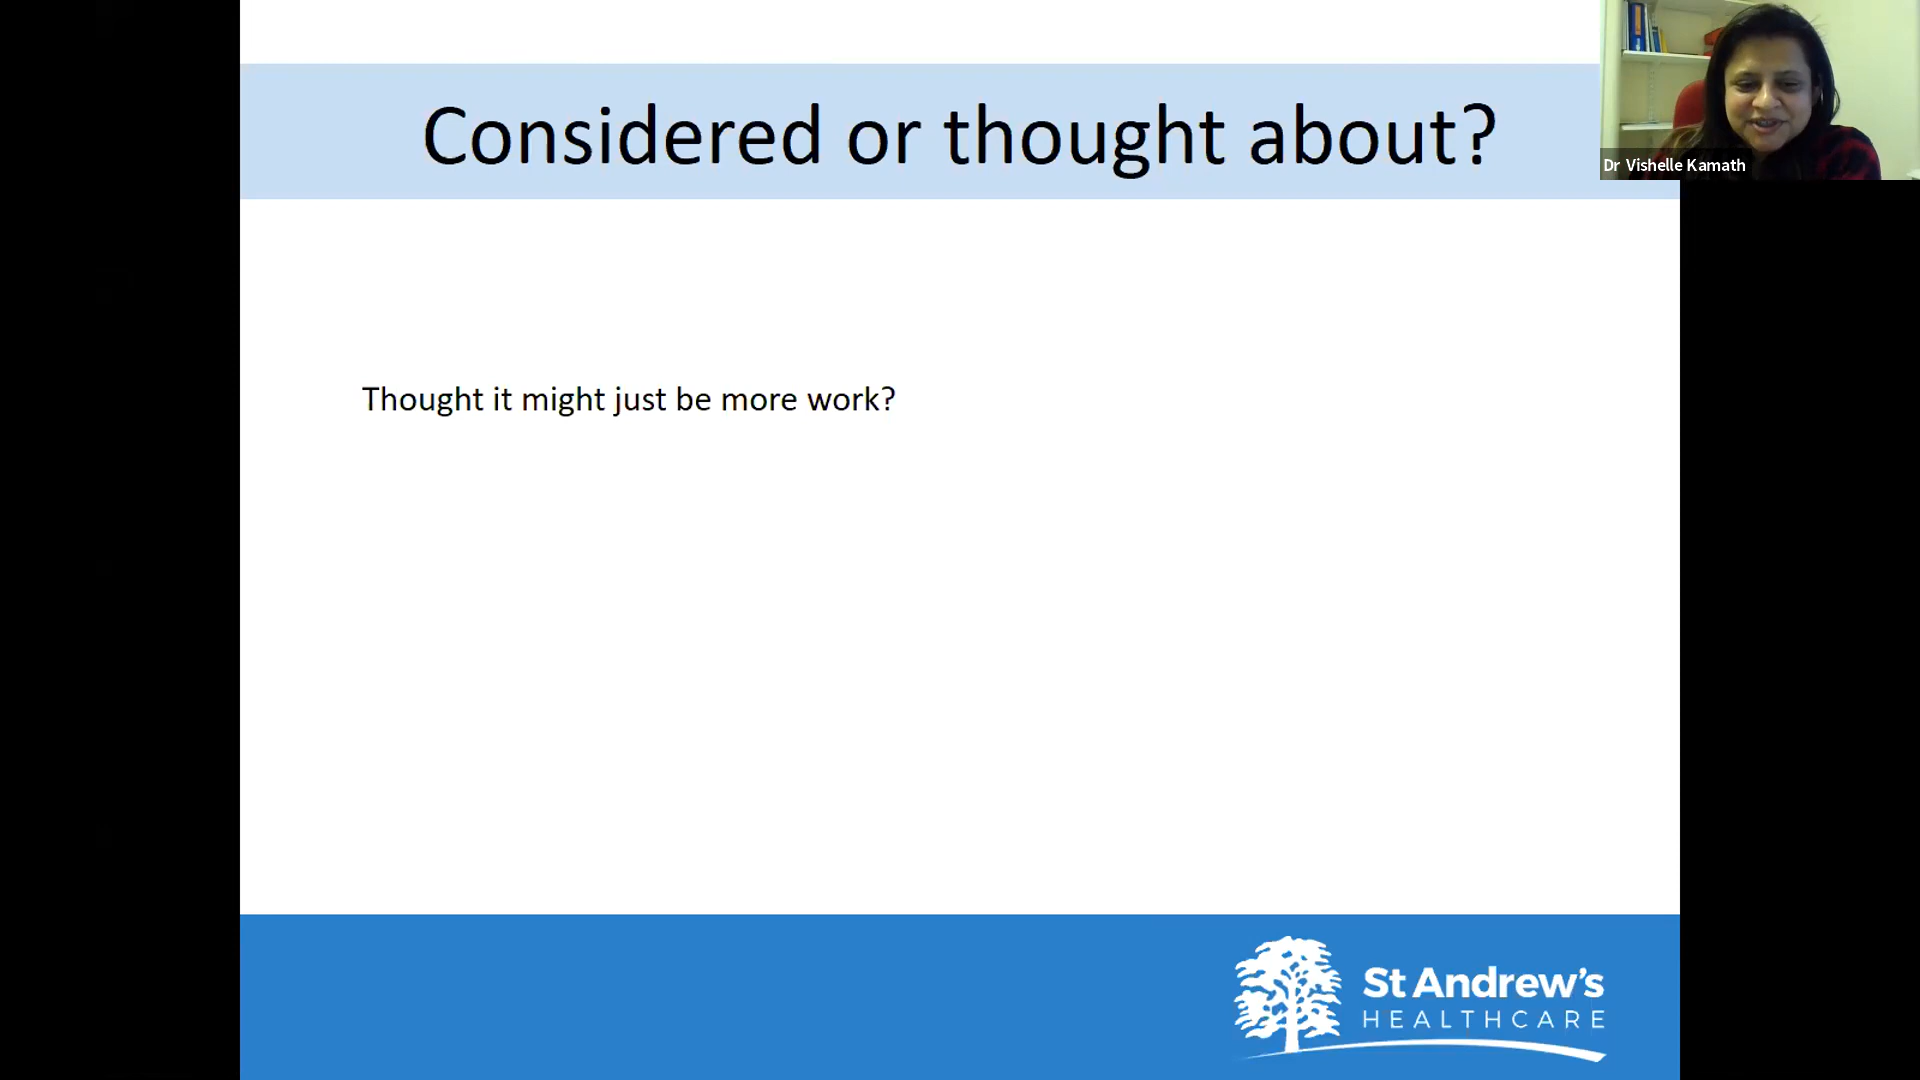 Considered or thought about?
Dr Vishelle Kamath
Thought it might just be more work?
St Andrew's
HEALTHCARE